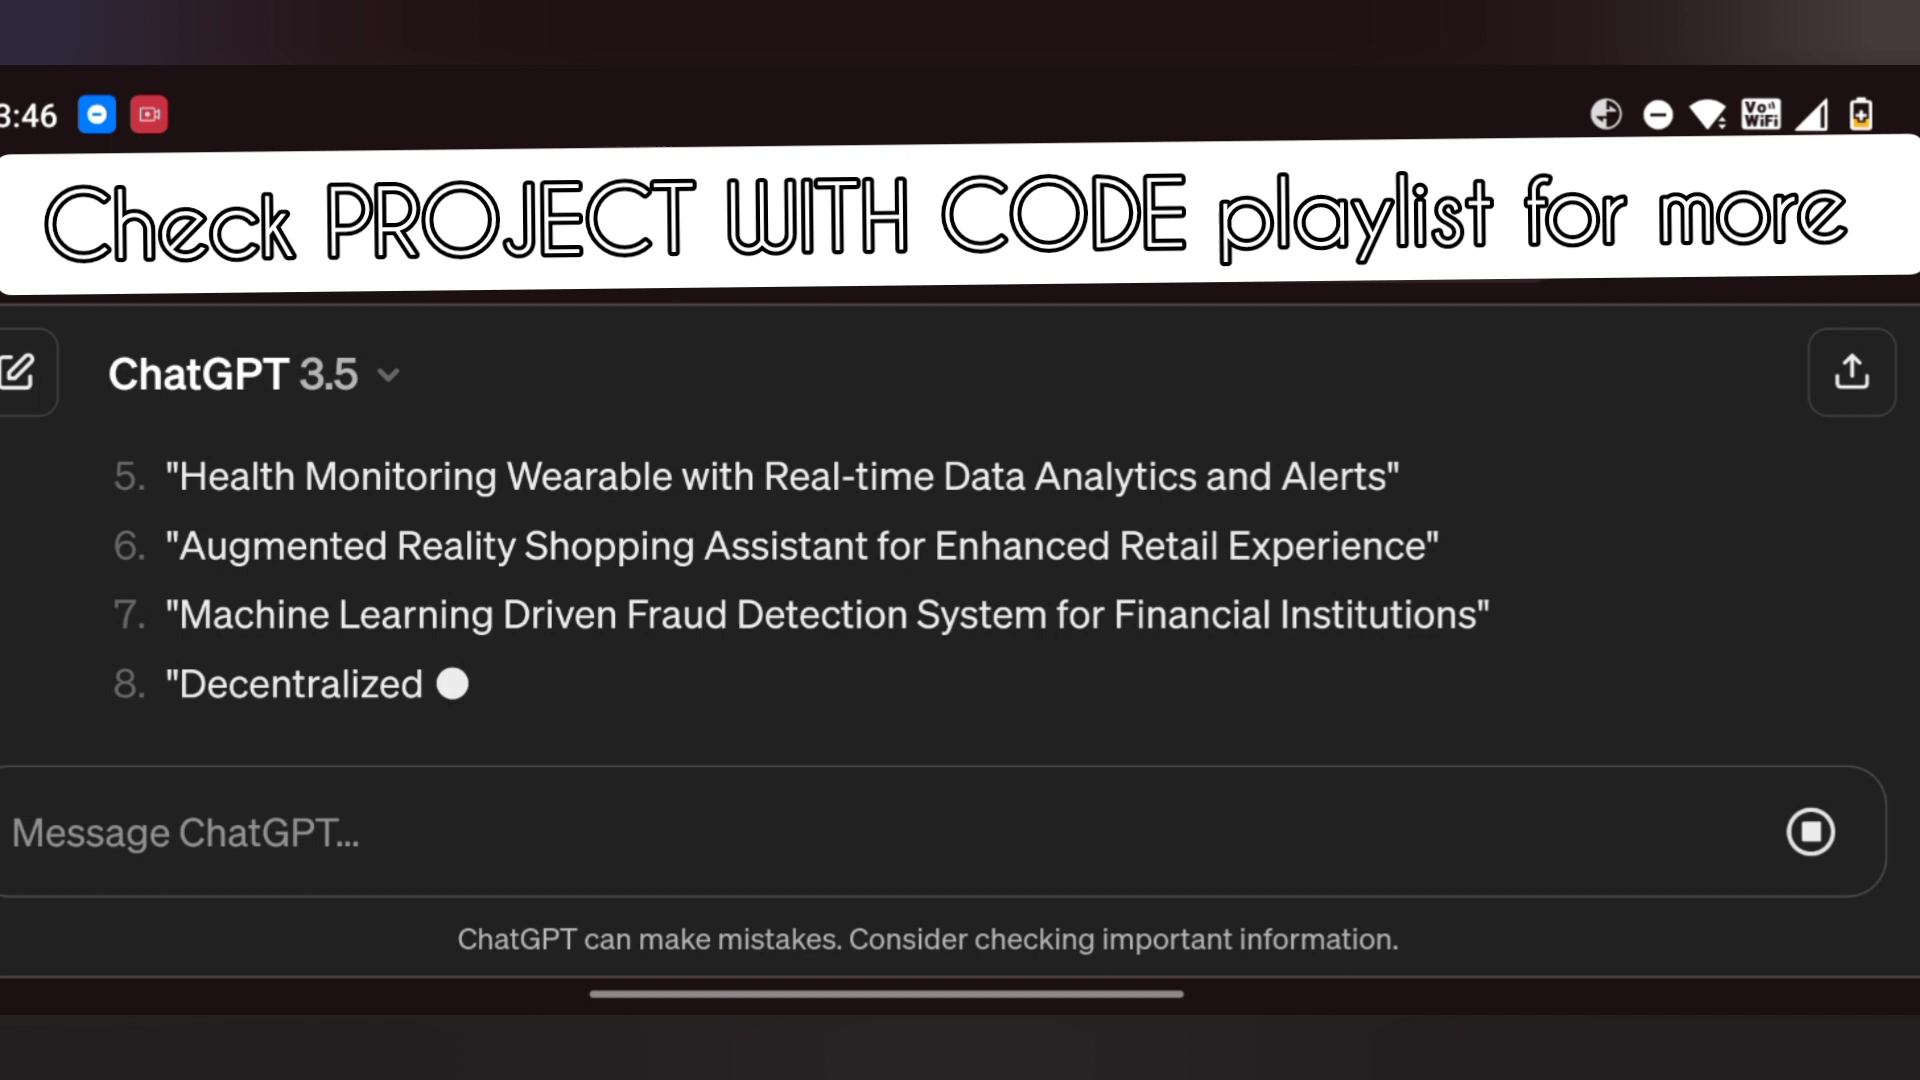 3:46
Vo
WiFi
Check PROJECT WITH CODE playlist for more
ChatGPT 3.5
5. "Health Monitoring Wearable with Real-time Data Analytics and Alerts"
6. "Augmented Reality Shopping Assistant for Enhanced Retail Experience"
7. "Machine Learning Driven Fraud Detection System for Financial Institutions"
8. "Decentralized
Message ChatGPT...
ChatGPT can make mistakes. Consider checking important information.